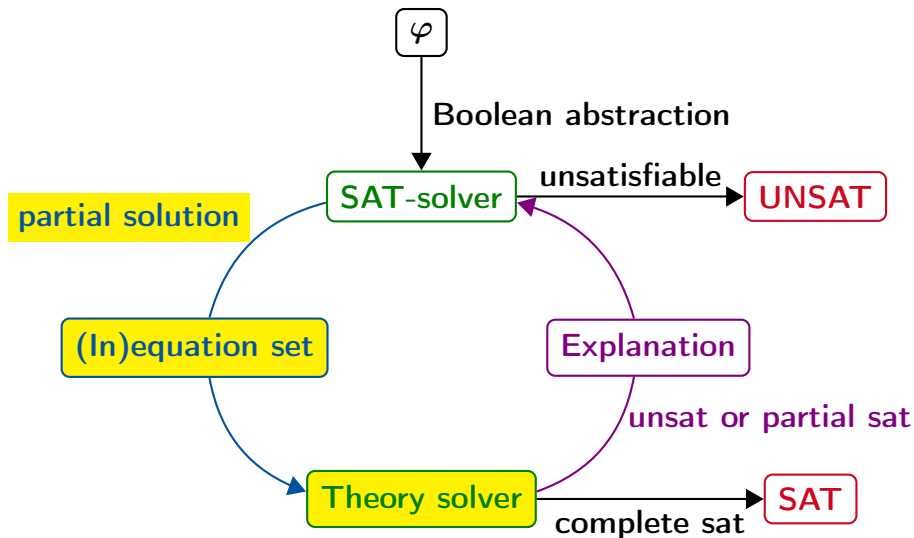 φ
Boolean abstraction
SAT-solver
unsatisfiable
UNSAT
partial solution
(In)equation set
Explanation
unsat or partial sat
Theory solver
complete sat
SAT